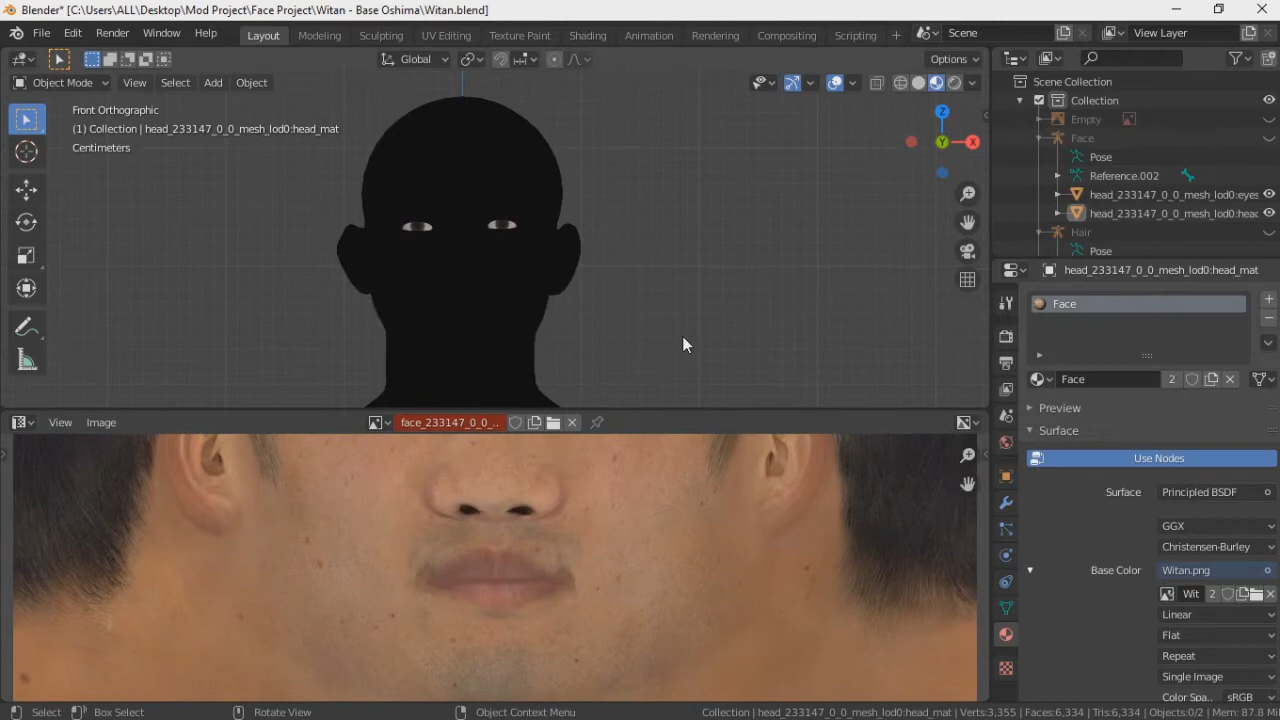 Blender* [C:\Users\ALL\Desktop\Mod Project\Face Project\Witan - Base Oshima\Witan.blend]
File Edit Render Window Help Layout Modeling Sculpting UV Editing Texture Paint Shading Animation Rendering Compositing Scripting + Scene View Layer
Global Options
Object Mode View Select Add Object
Front Orthographic
(1) Collection | head_233147_0_0_mesh_lod0:head_mat
Centimeters
Z
X
Y
Scene Collection
Collection
Empty
Face
Pose
Reference.002
head_233147_0_0_mesh_lod0:eyes
head_233147_0_0_mesh_lod0:head
Hair
Pose
head_233147_0_0_mesh_lod0:head_mat
Face
Face 2
Preview
Surface
Use Nodes
Surface Principled BSDF
GGX
Christensen-Burley
Base Color Witan.png
Wit 2
Linear
Flat
Repeat
Single Image
Color Spa.. sRGB
View Image face_233147_0_0_..
Select Box Select Rotate View Object Context Menu Collection | head_233147_0_0_mesh_lod0:head_mat | Verts:3,355 | Faces:6,334 | Tris:6,334 | Objects:0/2 | Mem: 87.8 M